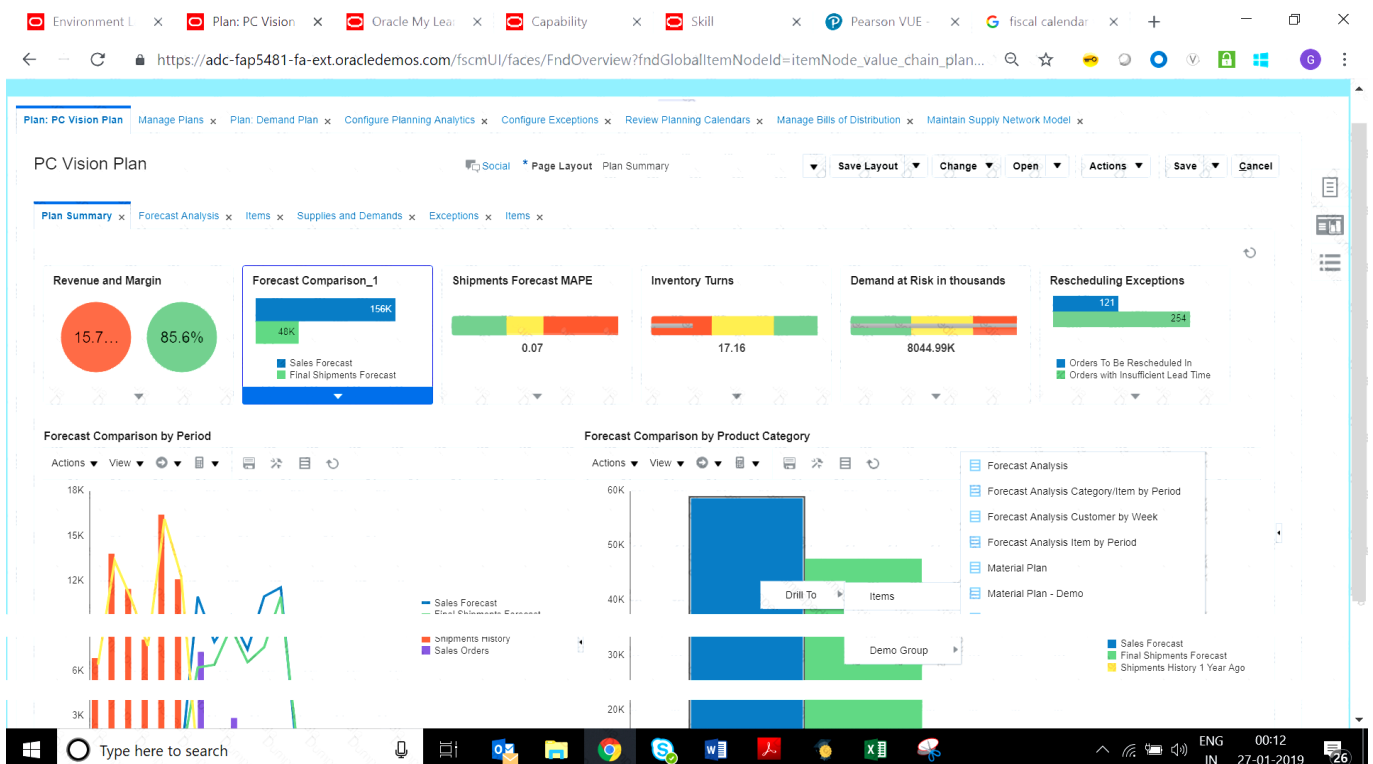 Environment L
Plan: PC Vision
Oracle My Lea
Capability
Skill
Pearson VUE -
fiscal calendar
https://adc-fap5481-fa-ext.oracledemos.com/fscmUI/faces/FndOverview?fndGlobalItemNodeId=itemNode_value_chain_plan...
G
Plan: PC Vision Plan
Manage Plans
Plan: Demand Plan
Configure Planning Analytics
Configure Exceptions
Review Planning Calendars
Manage Bills of Distribution
Maintain Supply Network Model
PC Vision Plan
Social
* Page Layout Plan Summary
Save Layout
Change
Open
Actions
Save
Cancel
Plan Summary
Forecast Analysis
Items
Supplies and Demands
Exceptions
Items
Revenue and Margin
15.7...
85.6%
Forecast Comparison_1
156K
48K
Sales Forecast
Final Shipments Forecast
Shipments Forecast MAPE
0.07
Inventory Turns
17.16
Demand at Risk in thousands
8044.99K
Rescheduling Exceptions
121
254
Orders To Be Rescheduled In
Orders with Insufficient Lead Time
Forecast Comparison by Period
Actions
View
18K
15K
12K
6K
3K
Sales Forecast
Final Shipments Forecast
Shipments History
Sales Orders
Forecast Comparison by Product Category
Actions
View
60K
50K
40K
30K
20K
Drill To
Items
Demo Group
Forecast Analysis
Forecast Analysis Category/Item by Period
Forecast Analysis Customer by Week
Forecast Analysis Item by Period
Material Plan
Material Plan - Demo
Sales Forecast
Final Shipments Forecast
Shipments History 1 Year Ago
Type here to search
ENG
IN
00:12
27-01-2019
26